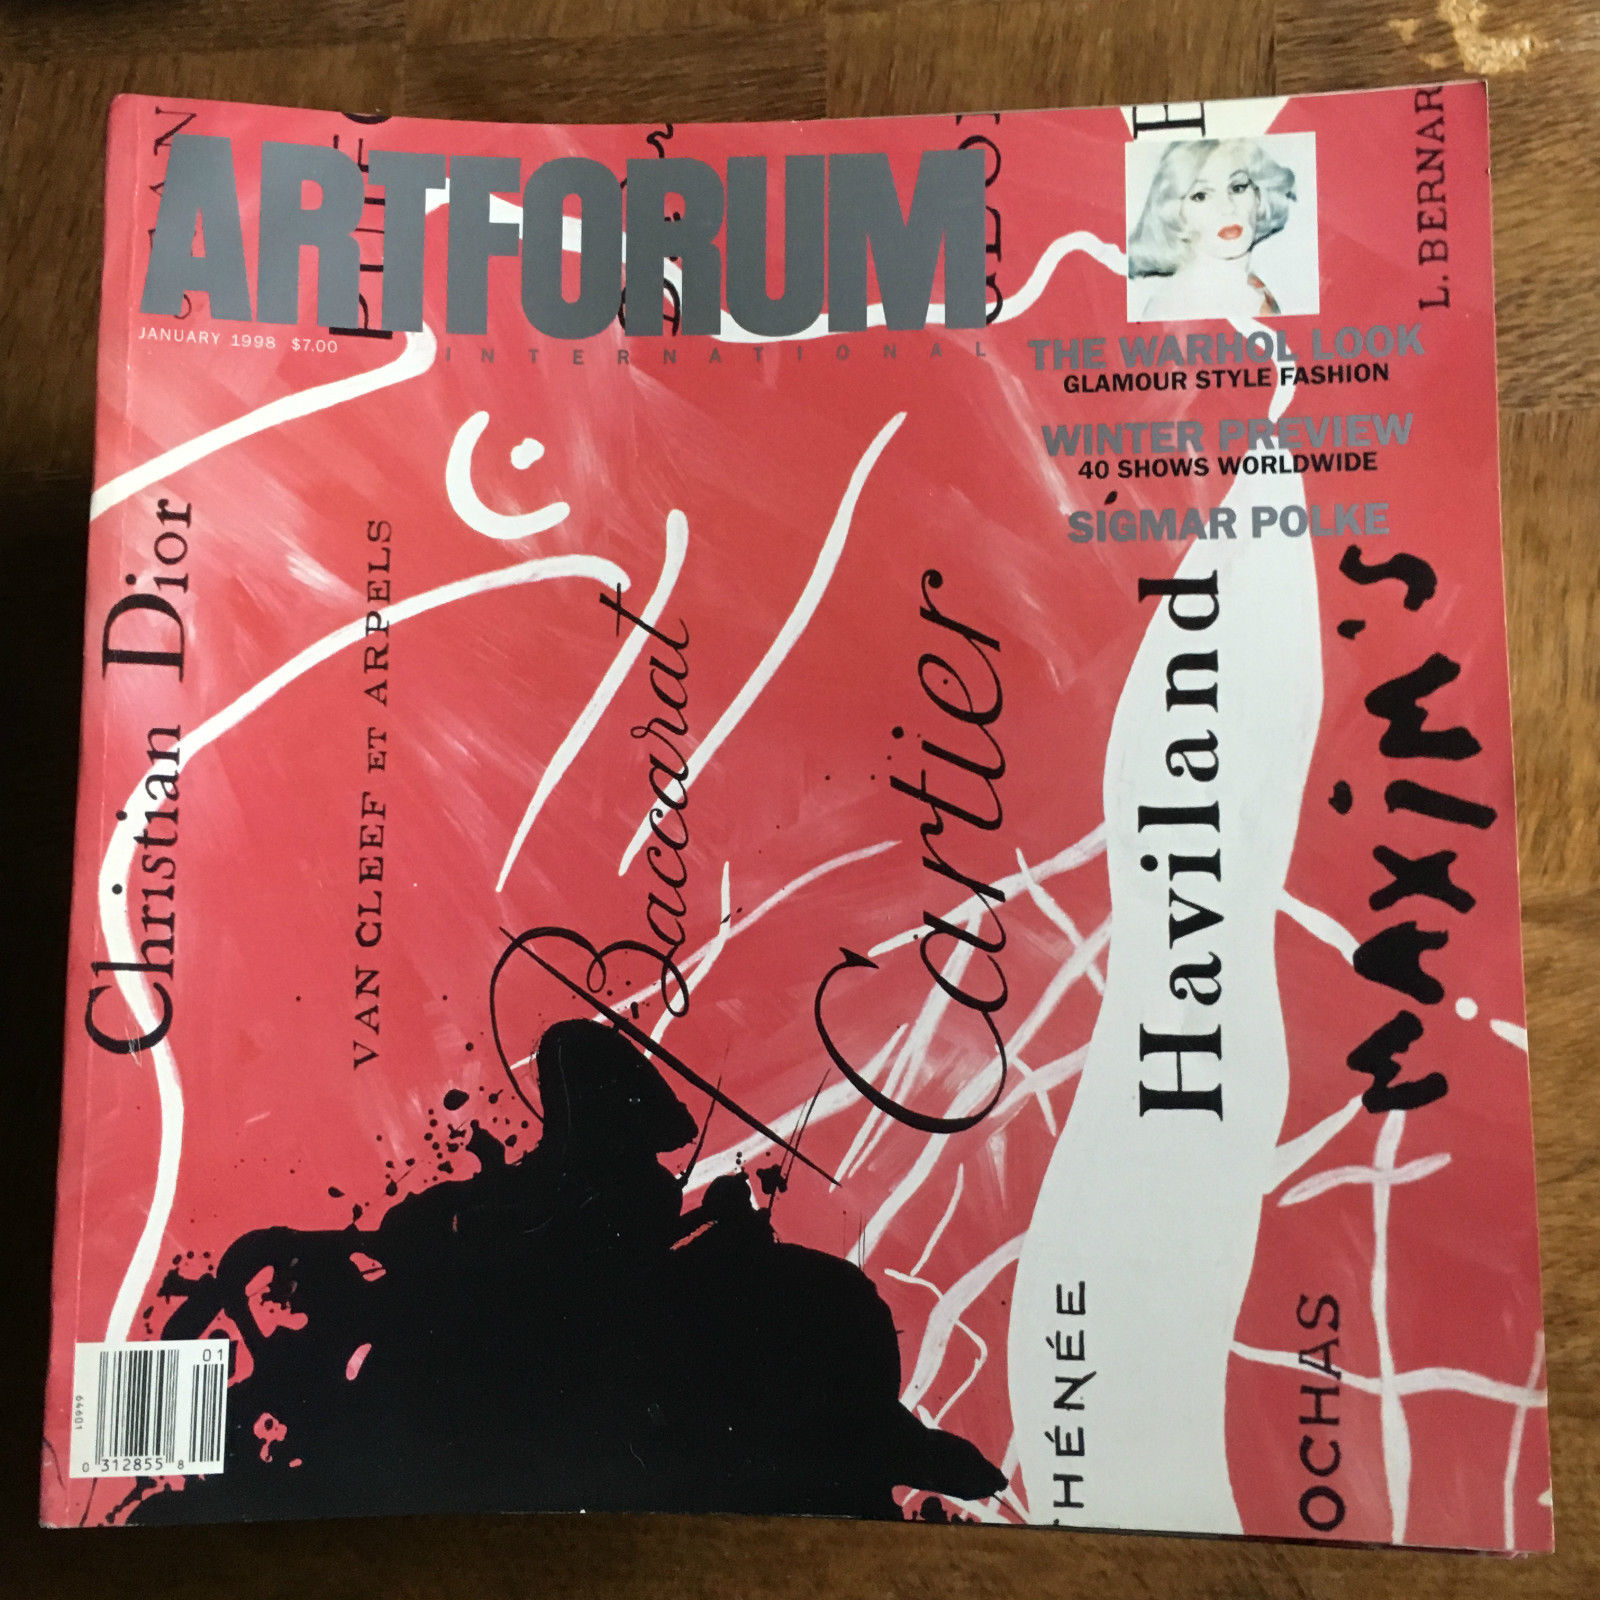 ARTFORUM
JANUARY 1998 $7.00
INTERNATIONAL
THE WARHOL LOOK
GLAMOUR STYLE FASHION
WINTER PREVIEW
40 SHOWS WORLDWIDE
SIGMAR POLKE
L. BERNAR
Christian Dior
VAN CLEEF ET ARPELS
Baccarat
Cartier
Haviland
MAXiM'S
HÉNÉE
OCHAS
01
64601
0 312855 8